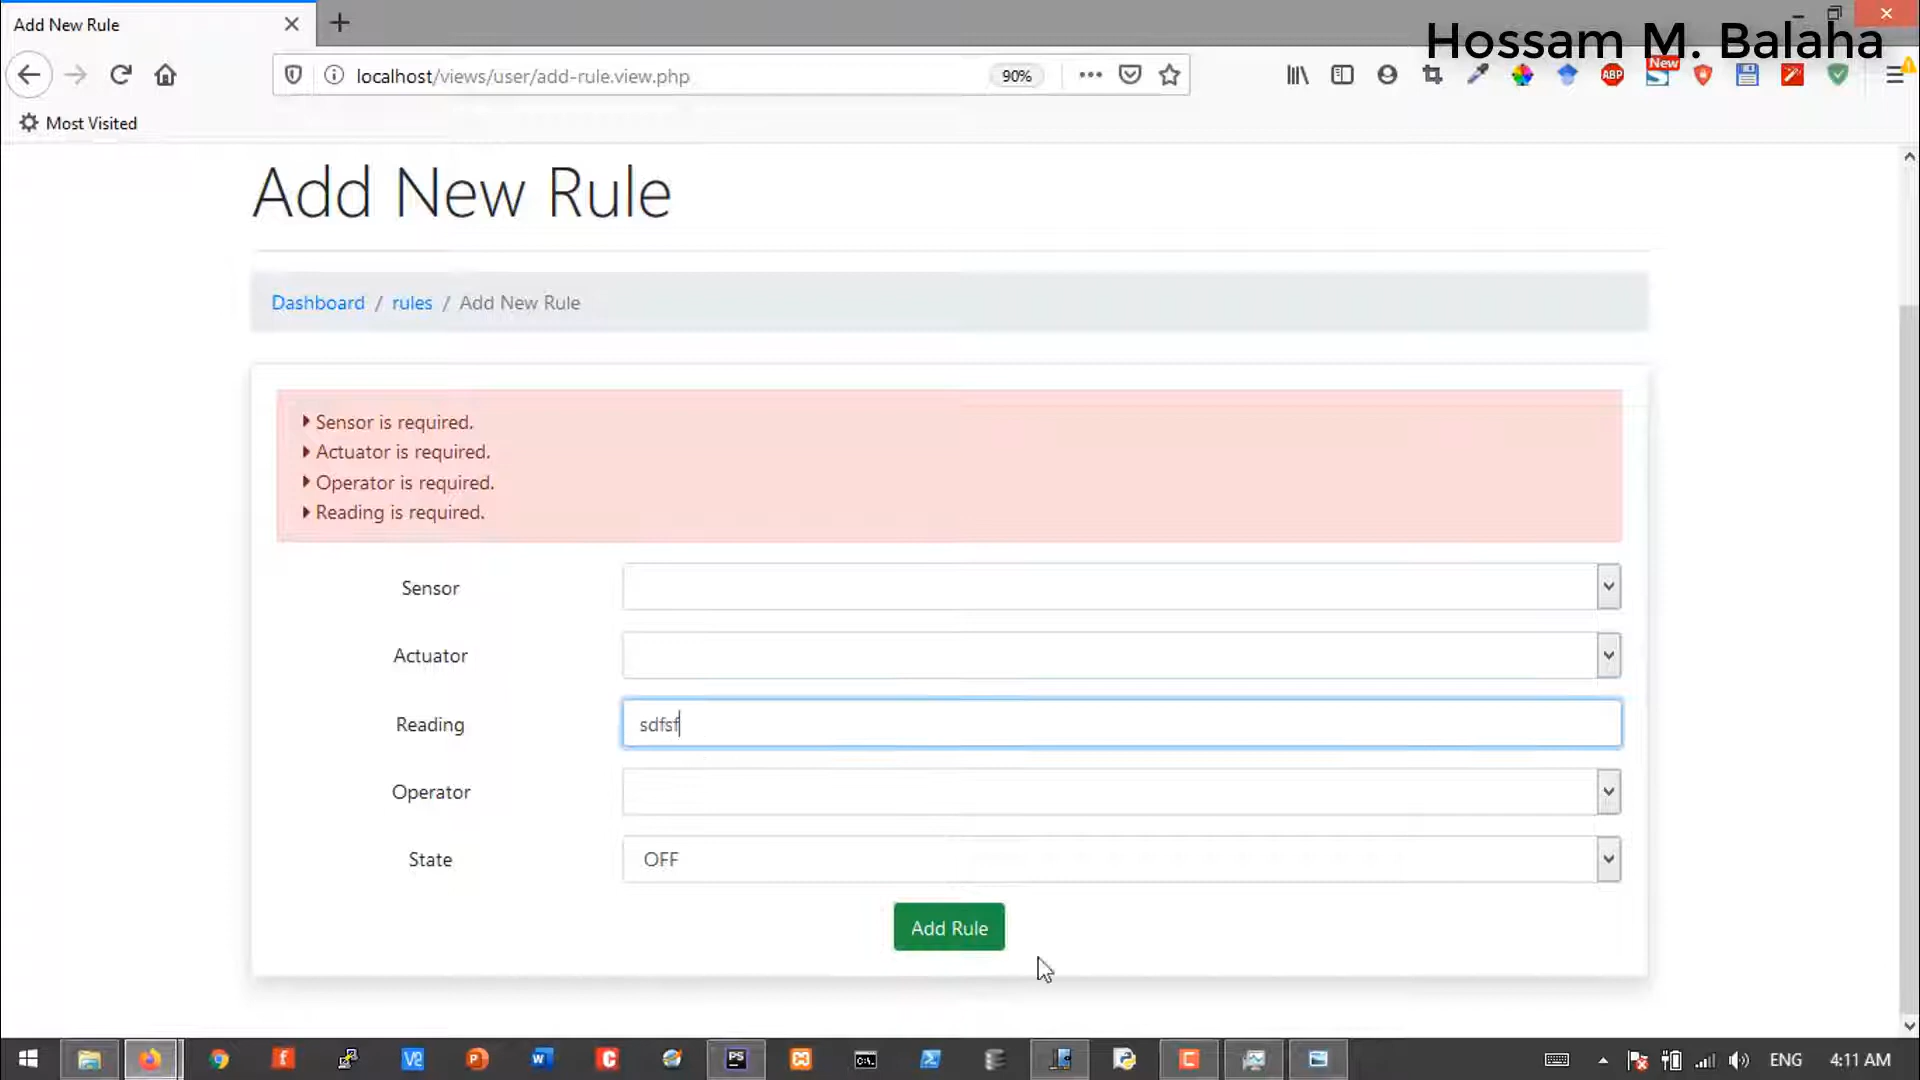 Add New Rule
Hossam M. Balaha
localhost/views/user/add-rule.view.php
90%
ABP
New
Most Visited
Add New Rule
Dashboard / rules / Add New Rule
Sensor is required.
Actuator is required.
Operator is required.
Reading is required.
Sensor
Actuator
Reading
sdfsf
Operator
State
OFF
Add Rule
ENG
4:11 AM